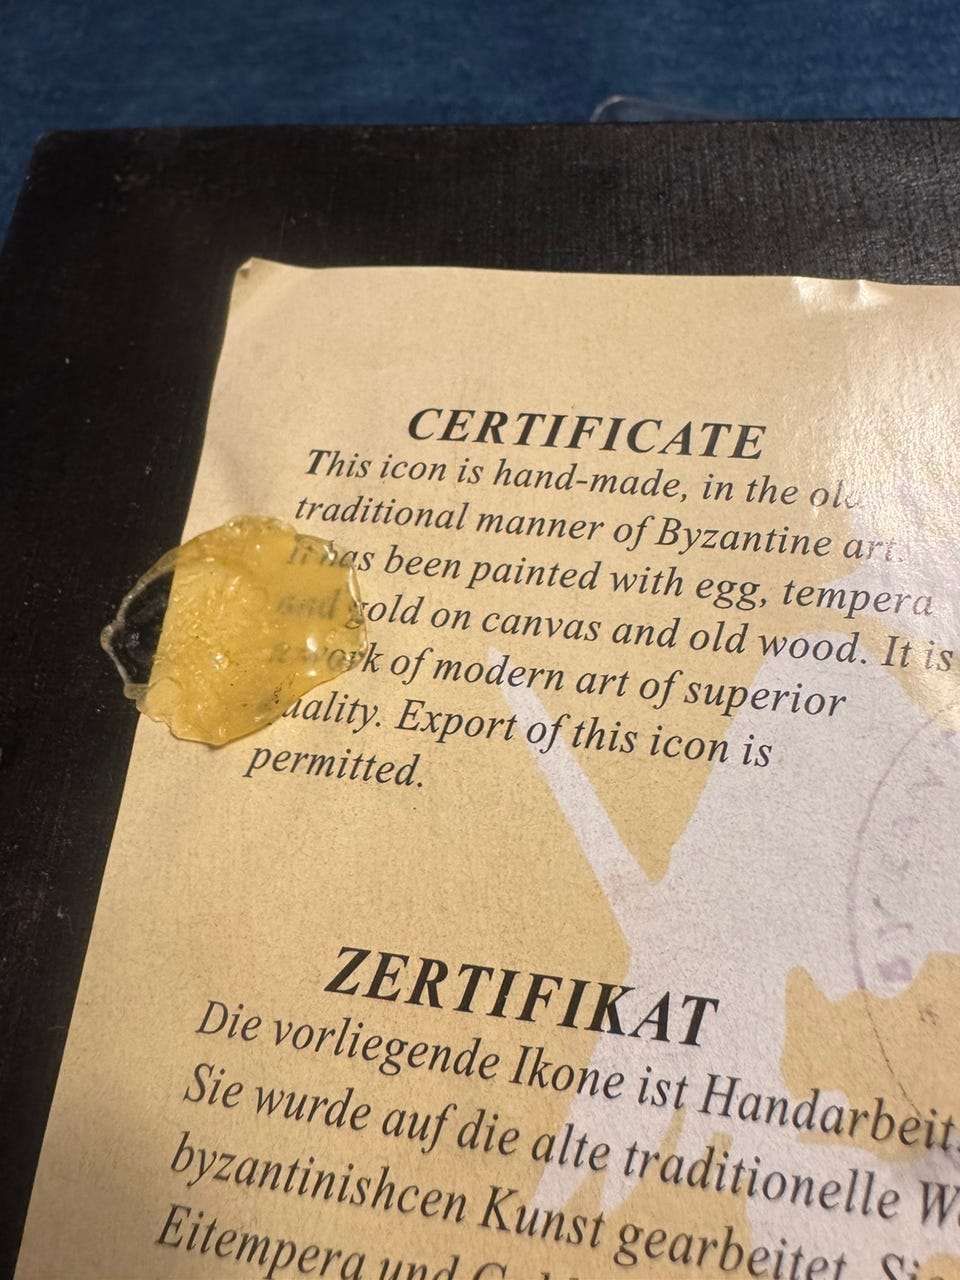 CERTIFICATE
This icon is hand-made, in the old
traditional manner of Byzantine art.
It has been painted with egg, tempera
and gold on canvas and old wood. It is
a work of modern art of superior
quality. Export of this icon is
permitted.
ZERTIFIKAT
Die vorliegende Ikone ist Handarbeit.
Sie wurde auf die alte traditionelle
byzantinishcen Kunst gearbeitet.
Eitempera und